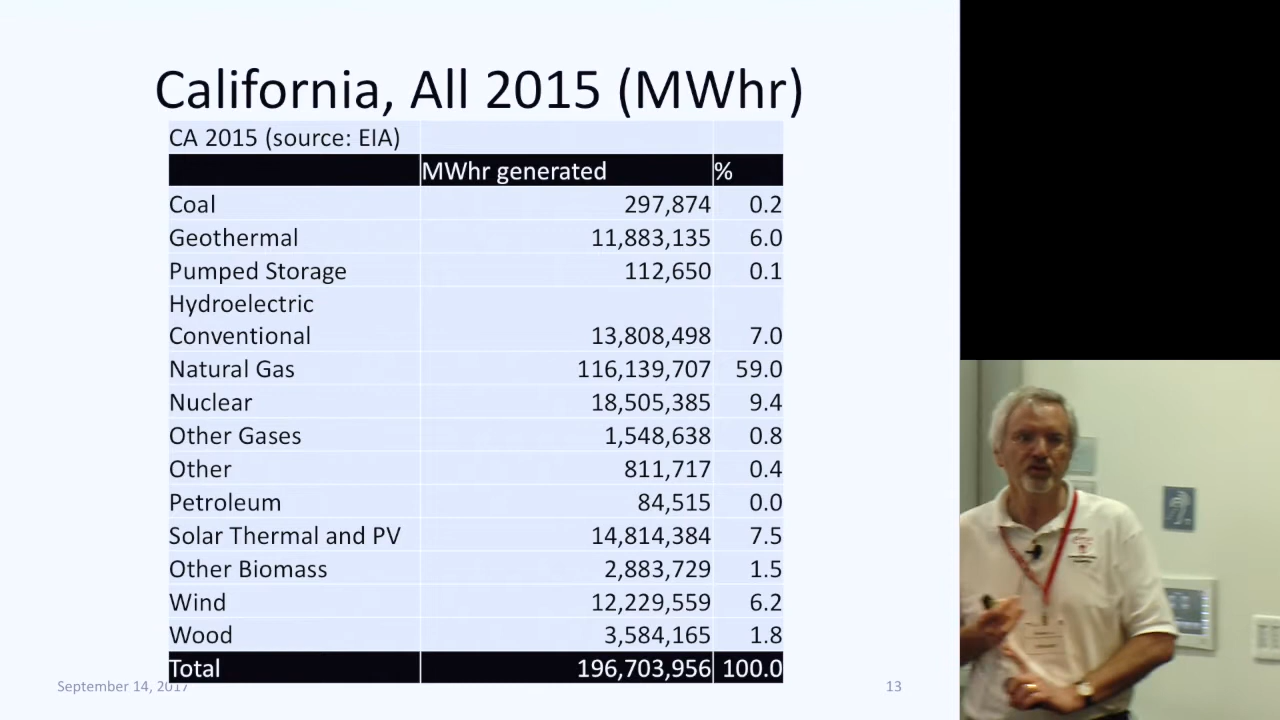 California, All 2015 (MWhr)
CA 2015 (source: EIA)
MWhr generated %
Coal 297,874 0.2
Geothermal 11,883,135 6.0
Pumped Storage 112,650 0.1
Hydroelectric
Conventional 13,808,498 7.0
Natural Gas 116,139,707 59.0
Nuclear 18,505,385 9.4
Other Gases 1,548,638 0.8
Other 811,717 0.4
Petroleum 84,515 0.0
Solar Thermal and PV 14,814,384 7.5
Other Biomass 2,883,729 1.5
Wind 12,229,559 6.2
Wood 3,584,165 1.8
Total 196,703,956 100.0
September 14, 2017 13